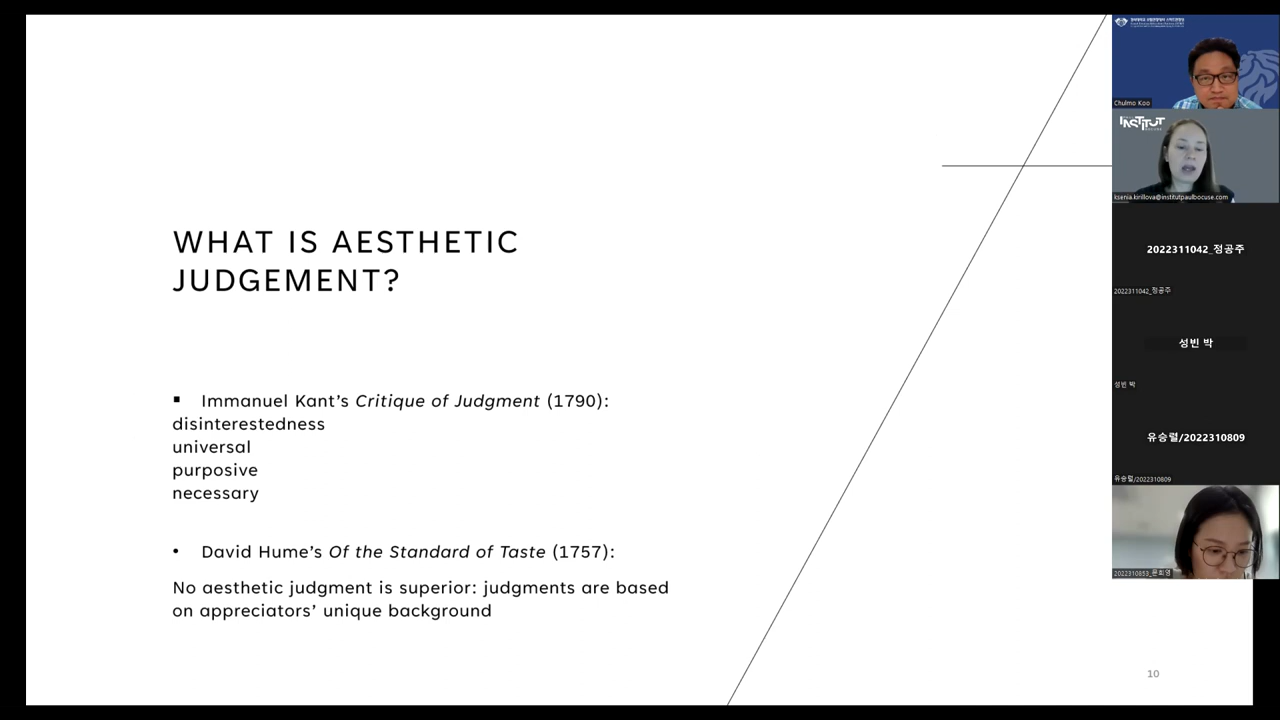 WHAT IS AESTHETIC
JUDGEMENT?
▪ Immanuel Kant’s Critique of Judgment (1790):
disinterestedness
universal
purposive
necessary
• David Hume’s Of the Standard of Taste (1757):
No aesthetic judgment is superior: judgments are based
on appreciators’ unique background
10
Chulmo Koo
INSTITUT
ksenia.kirillova@institutpaulbocuse.com
2022311042_정공주
2022311042_정공주
성빈 박
성빈 박
유승렬/2022310809
유승렬/2022310809